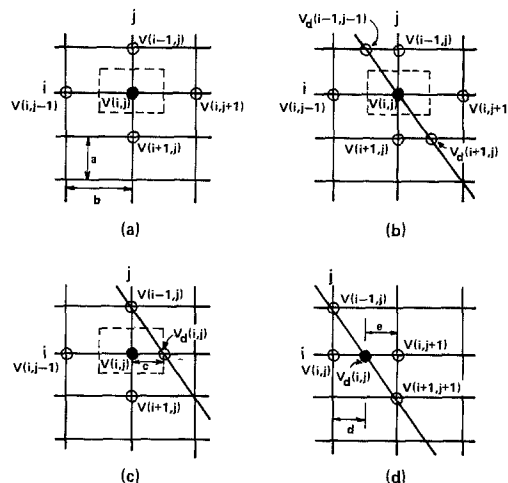 j
V(i−1,j)
i
V(i,j−1)
V(i,j)
V(i,j+1)
V(i+1,j)
a
b
(a)
V_d(i−1,j−1)
j
V(i−1,j)
i
V(i,j−1)
V(i,j)
V(i,j+1)
V(i+1,j)
V_d(i+1,j)
(b)
j
V(i−1,j)
i
V(i,j−1)
V(i,j)
V_d(i,j)
c
V(i+1,j)
(c)
j
V(i−1,j)
e
i
V(i,j)
V_d(i,j)
V(i,j+1)
V(i+1,j+1)
d
(d)